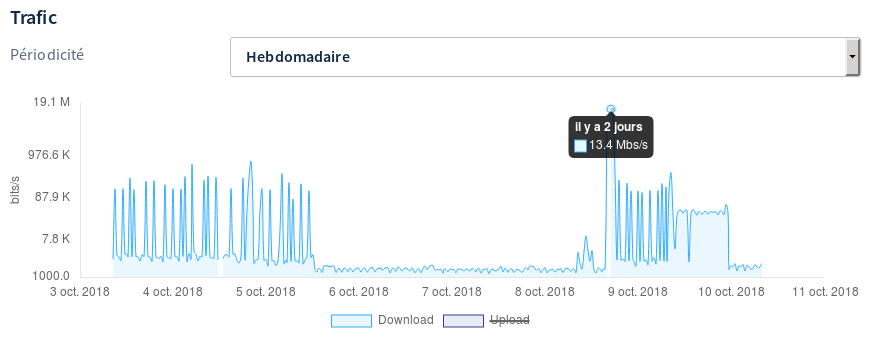 Trafic
Périodicité
Hebdomadaire
19.1 M
976.6 K
87.9 K
7.8 K
1000.0
bits/s
il y a 2 jours
13.4 Mbs/s
3 oct. 2018 4 oct. 2018 5 oct. 2018 6 oct. 2018 7 oct. 2018 8 oct. 2018 9 oct. 2018 10 oct. 2018 11 oct. 2018
Download Upload